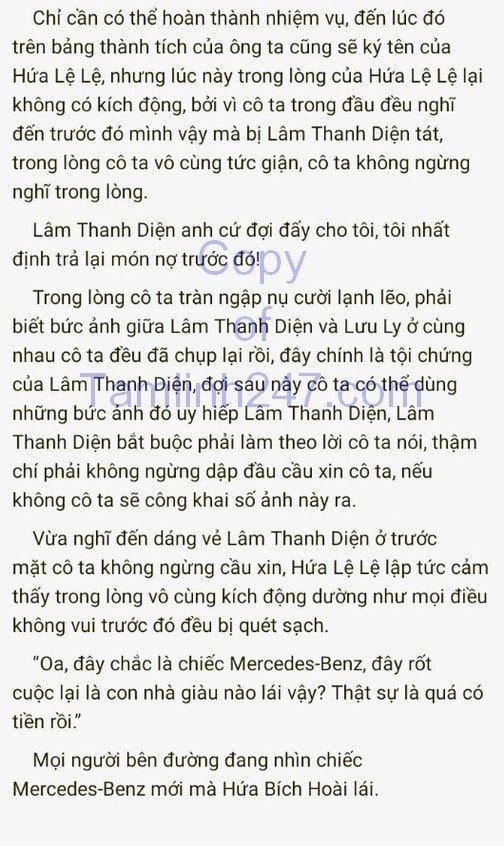 Chỉ cần có thể hoàn thành nhiệm vụ, đến lúc đó
trên bảng thành tích của ông ta cũng sẽ ký tên của
Hứa Lệ Lệ, nhưng lúc này trong lòng của Hứa Lệ Lệ lại
không có kích động, bởi vì cô ta trong đầu đều nghĩ
đến trước đó mình vậy mà bị Lâm Thanh Diện tát,
trong lòng cô ta vô cùng tức giận, cô ta không ngừng
nghĩ trong lòng.
Lâm Thanh Diện anh cứ đợi đấy cho tôi, tôi nhất
định trả lại món nợ trước đó!
Copy
Trong lòng cô ta tràn ngập nụ cười lạnh lẽo, phải
biết bức ảnh giữa Lâm Thanh Diện và Lưu Ly ở cùng
of
nhau cô ta đều đã chụp lại rồi, đây chính là tội chứng
của Lâm Thanh Diện, đợi sau này cô ta có thể dùng
Tamlinh247.com
những bức ảnh đó uy hiếp Lâm Thanh Diện, Lâm
Thanh Diện bắt buộc phải làm theo lời cô ta nói, thậm
chí phải không ngừng dập đầu cầu xin cô ta, nếu
không cô ta sẽ công khai số ảnh này ra.
Vừa nghĩ đến dáng vẻ Lâm Thanh Diện ở trước
mặt cô ta không ngừng cầu xin, Hứa Lệ Lệ lập tức cảm
thấy trong lòng vô cùng kích động dường như mọi điều
không vui trước đó đều bị quét sạch.
“Oa, đây chắc là chiếc Mercedes-Benz, đây rốt
cuộc lại là con nhà giàu nào lái vậy? Thật sự là quá có
tiền rồi.”
Mọi người bên đường đang nhìn chiếc
Mercedes-Benz mới mà Hứa Bích Hoài lái.